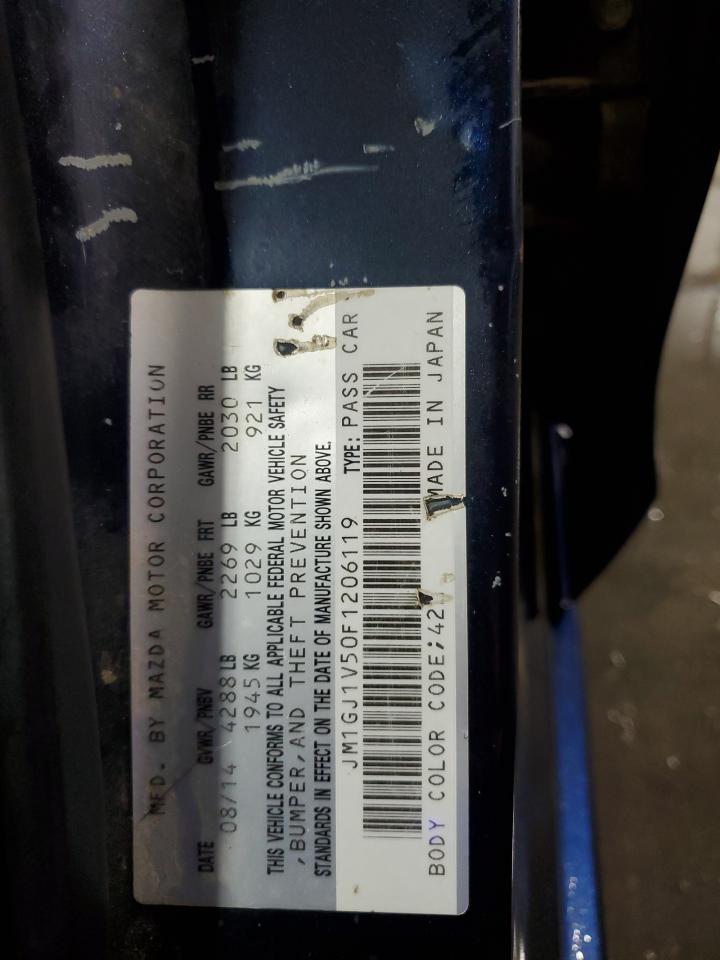 MFD. BY MAZDA MOTOR CORPORATION
DATE GVWR/PNBV GAWR/PNBE FRT GAWR/PNBE RR
08/14 4288 LB 2269 LB 2030 LB
1945 KG 1029 KG 921 KG
THIS VEHICLE CONFORMS TO ALL APPLICABLE FEDERAL MOTOR VEHICLE SAFETY
,BUMPER,AND THEFT PREVENTION
STANDARDS IN EFFECT ON THE DATE OF MANUFACTURE SHOWN ABOVE.
JM1GJ1V50F1206119 TYPE: PASS CAR
BODY COLOR CODE;42 MADE IN JAPAN